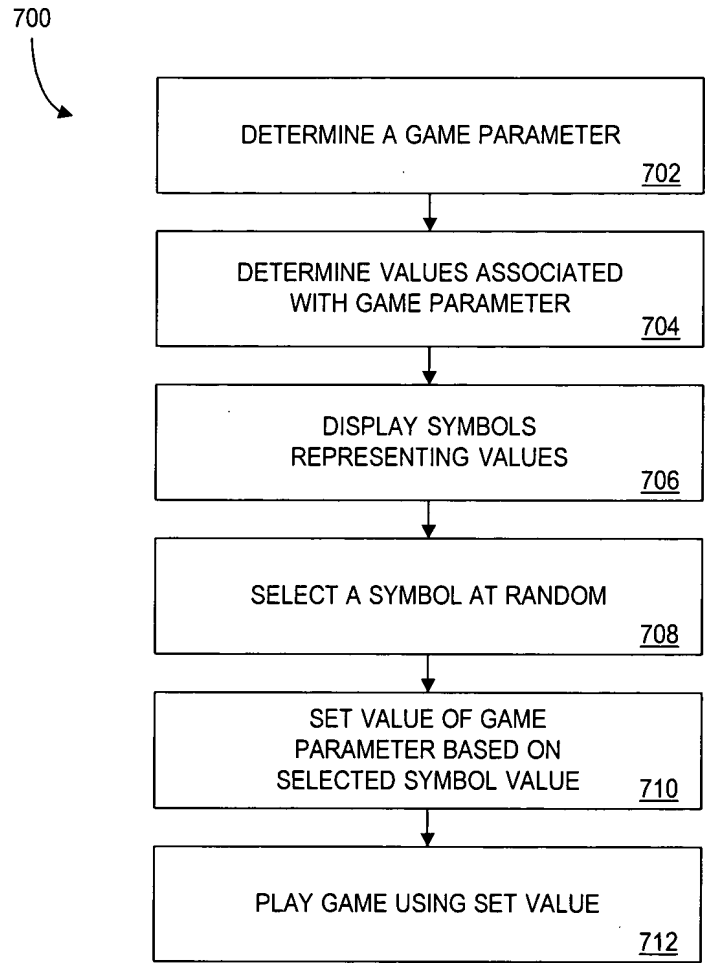 700
DETERMINE A GAME PARAMETER
702
DETERMINE VALUES ASSOCIATED
WITH GAME PARAMETER
704
DISPLAY SYMBOLS
REPRESENTING VALUES
706
SELECT A SYMBOL AT RANDOM
708
SET VALUE OF GAME
PARAMETER BASED ON
SELECTED SYMBOL VALUE
710
PLAY GAME USING SET VALUE
712